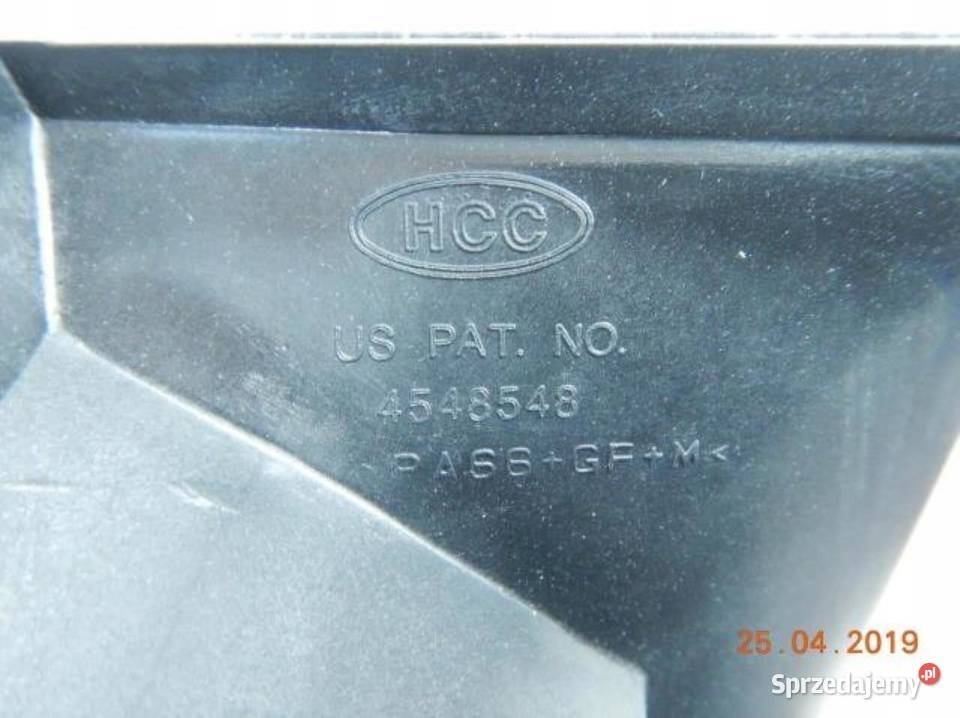 HCC
US PAT. NO.
4548548
PA66+GF+M<
25.04.2019
Sprzedajemy.pl